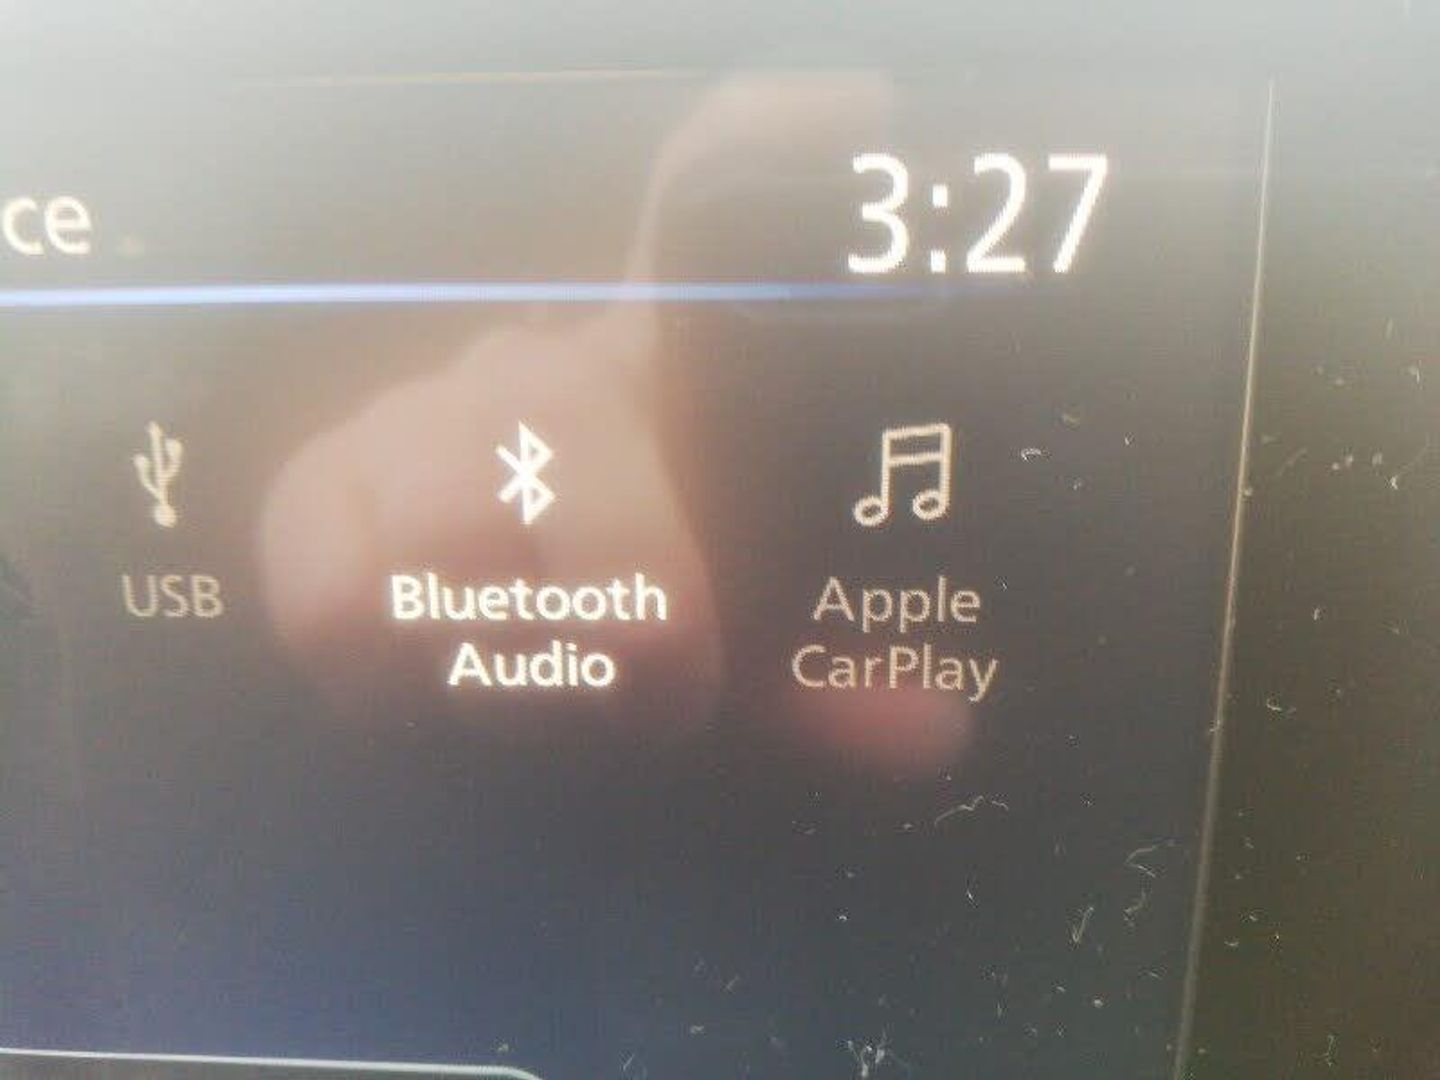 ce
3:27
USB
Bluetooth
Audio
Apple
CarPlay